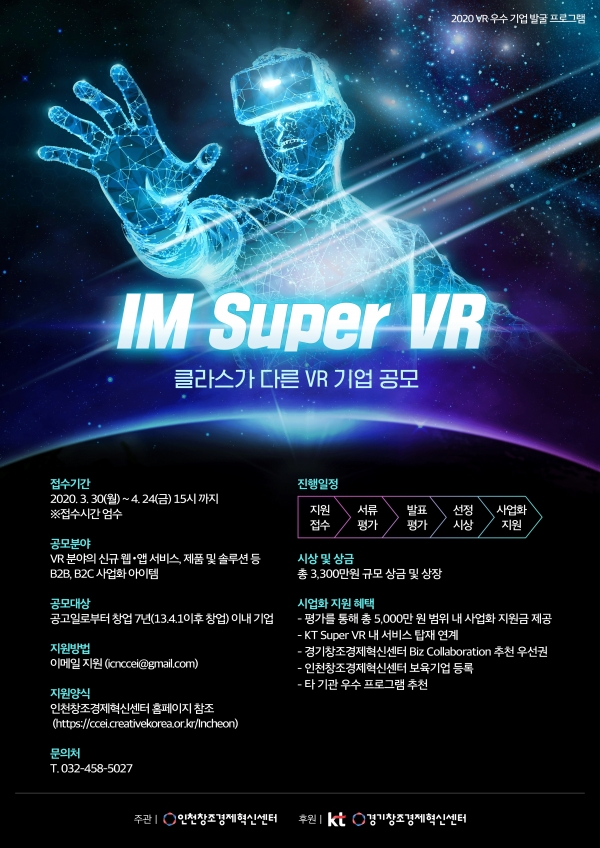 2020 VR 우수 기업 발굴 프로그램
IM Super VR
클라스가 다른 VR 기업 공모
접수기간
2020. 3. 30(월) ~ 4. 24(금) 15시 까지
※접수시간 엄수
공모분야
VR 분야의 신규 웹•앱 서비스, 제품 및 솔루션 등
B2B, B2C 사업화 아이템
공모대상
공고일로부터 창업 7년(13.4.1이후 창업) 이내 기업
지원방법
이메일 지원 (icnccei@gmail.com)
지원양식
인천창조경제혁신센터 홈페이지 참조
(https://ccei.creativekorea.or.kr/Incheon)
문의처
T. 032-458-5027
진행일정
지원 접수
서류 평가
발표 평가
선정 시상
사업화 지원
시상 및 상금
총 3,300만원 규모 상금 및 상장
사업화 지원 혜택
- 평가를 통해 총 5,000만 원 범위 내 사업화 지원금 제공
- KT Super VR 내 서비스 탑재 연계
- 경기창조경제혁신센터 Biz Collaboration 추천 우선권
- 인천창조경제혁신센터 보육기업 등록
- 타 기관 우수 프로그램 추천
주관 | 인천창조경제혁신센터 후원 | kt 경기창조경제혁신센터